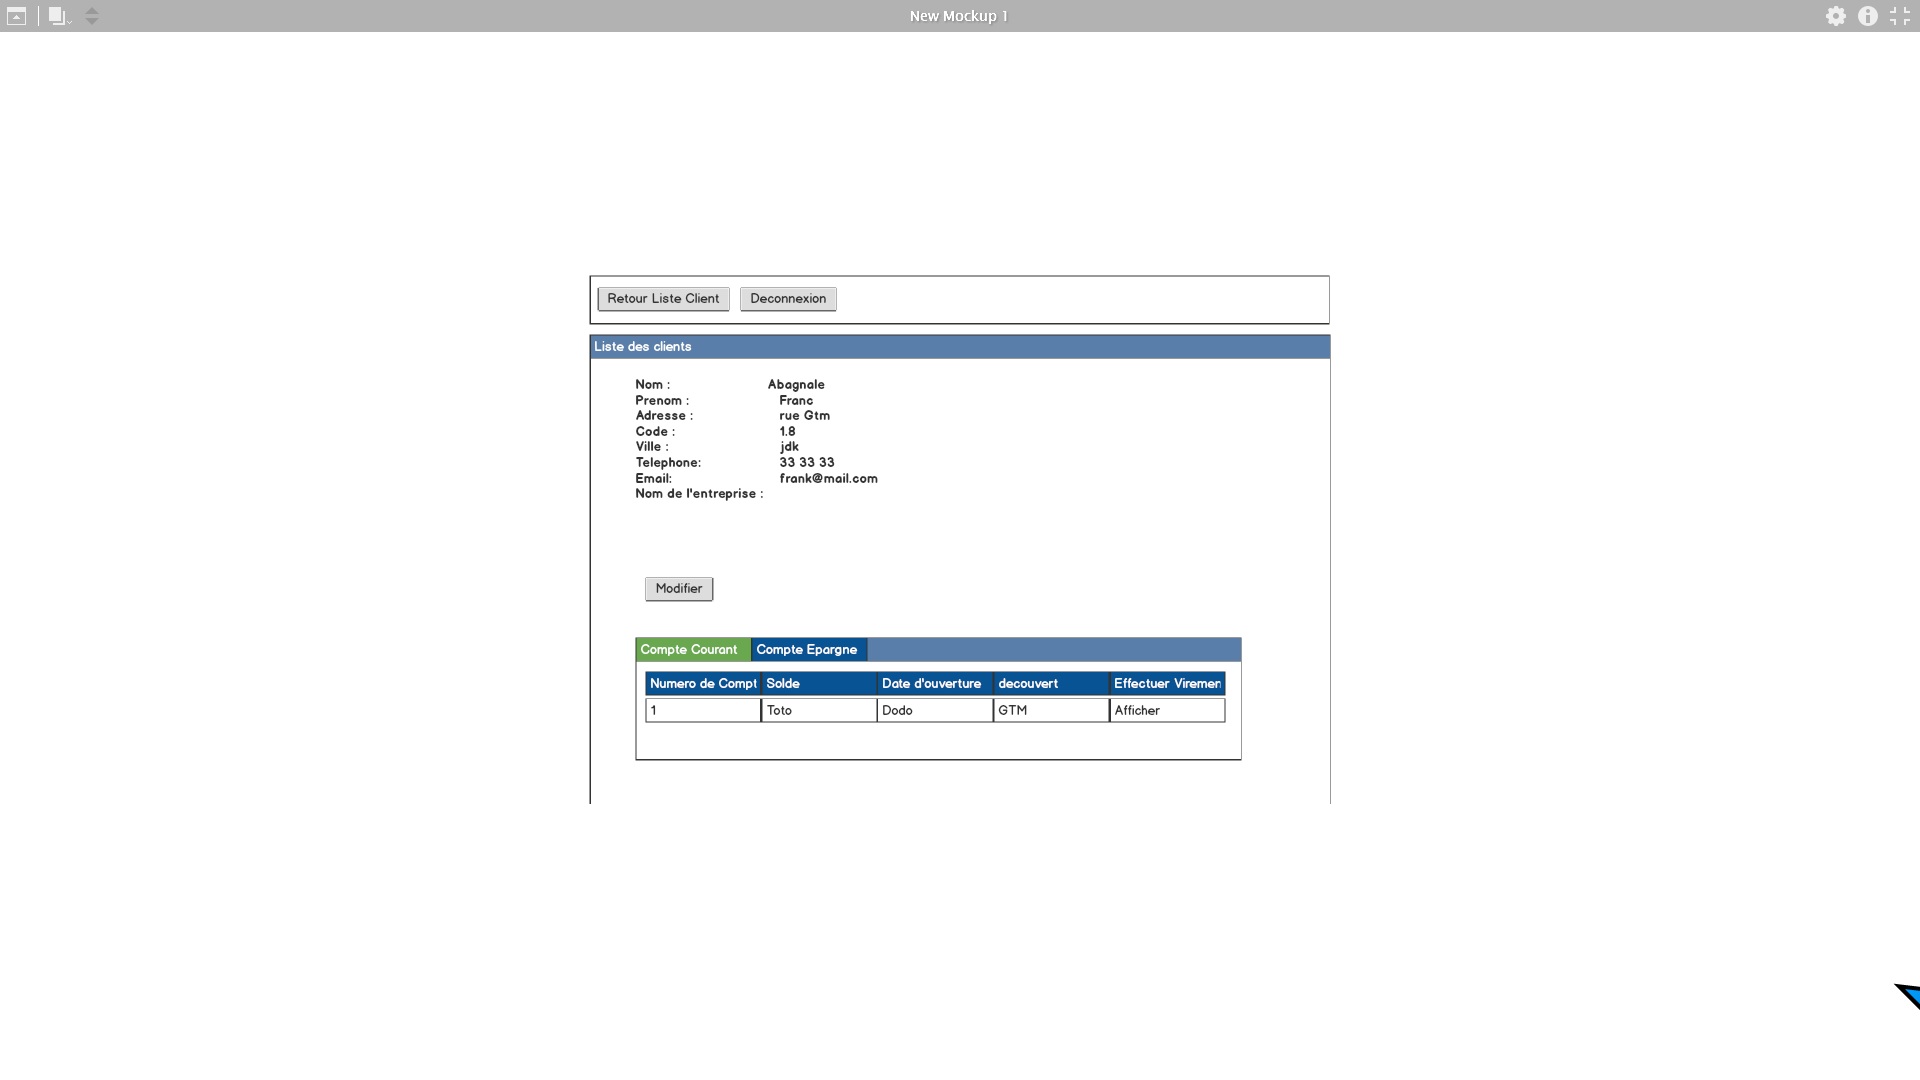 New Mockup 1
Retour Liste Client Deconnexion
Liste des clients
Nom : Abagnale
Prenom : Franc
Adresse : rue Gtm
Code : 1.8
Ville : jdk
Telephone: 33 33 33
Email: frank@mail.com
Nom de l'entreprise :
Modifier
Compte Courant Compte Epargne
Numero de Compt Solde Date d'ouverture decouvert Effectuer Viremen
1 Toto Dodo GTM Afficher